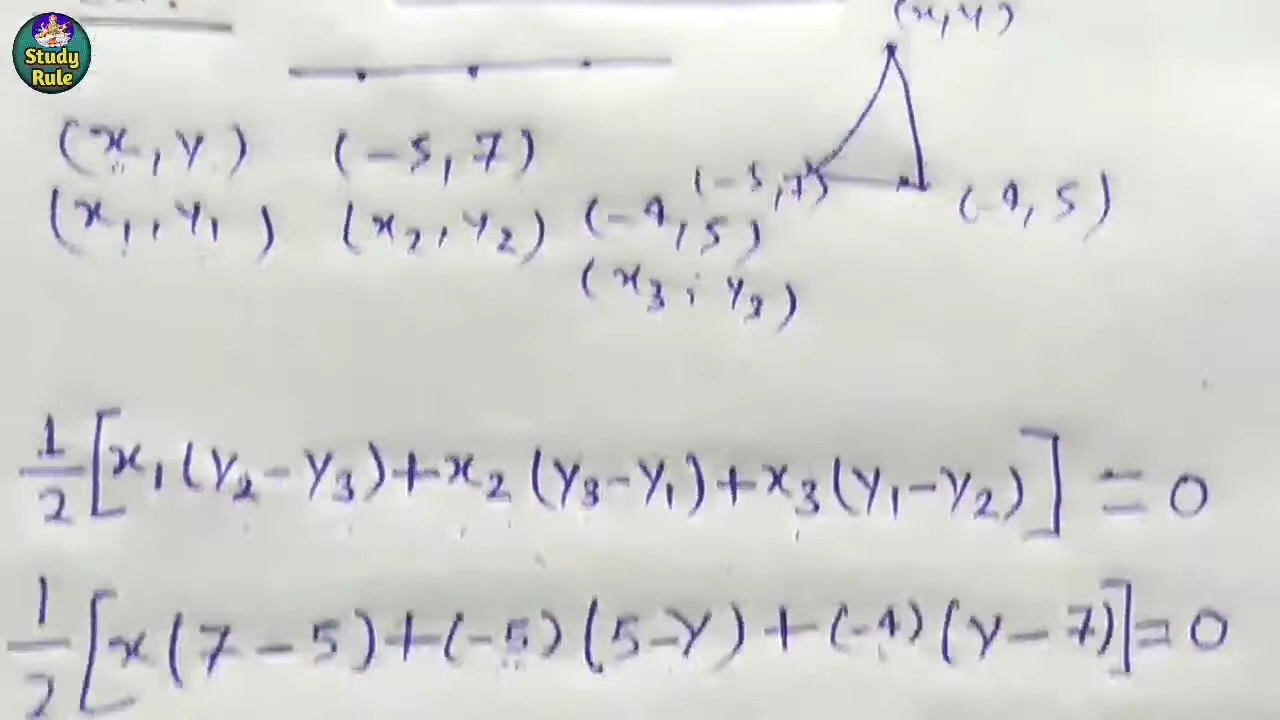 Study
Rule
(x, y)
(x, y) (-5, 7)
(-5, 7) (-4, 5)
(x₁, y₁) (x₂, y₂) (-4, 5)
(x₃, y₃)
1/2 [x₁(y₂-y₃)+x₂(y₃-y₁)+x₃(y₁-y₂)] = 0
1/2 [x(7-5)+(-5)(5-y)+(-4)(y-7)]=0